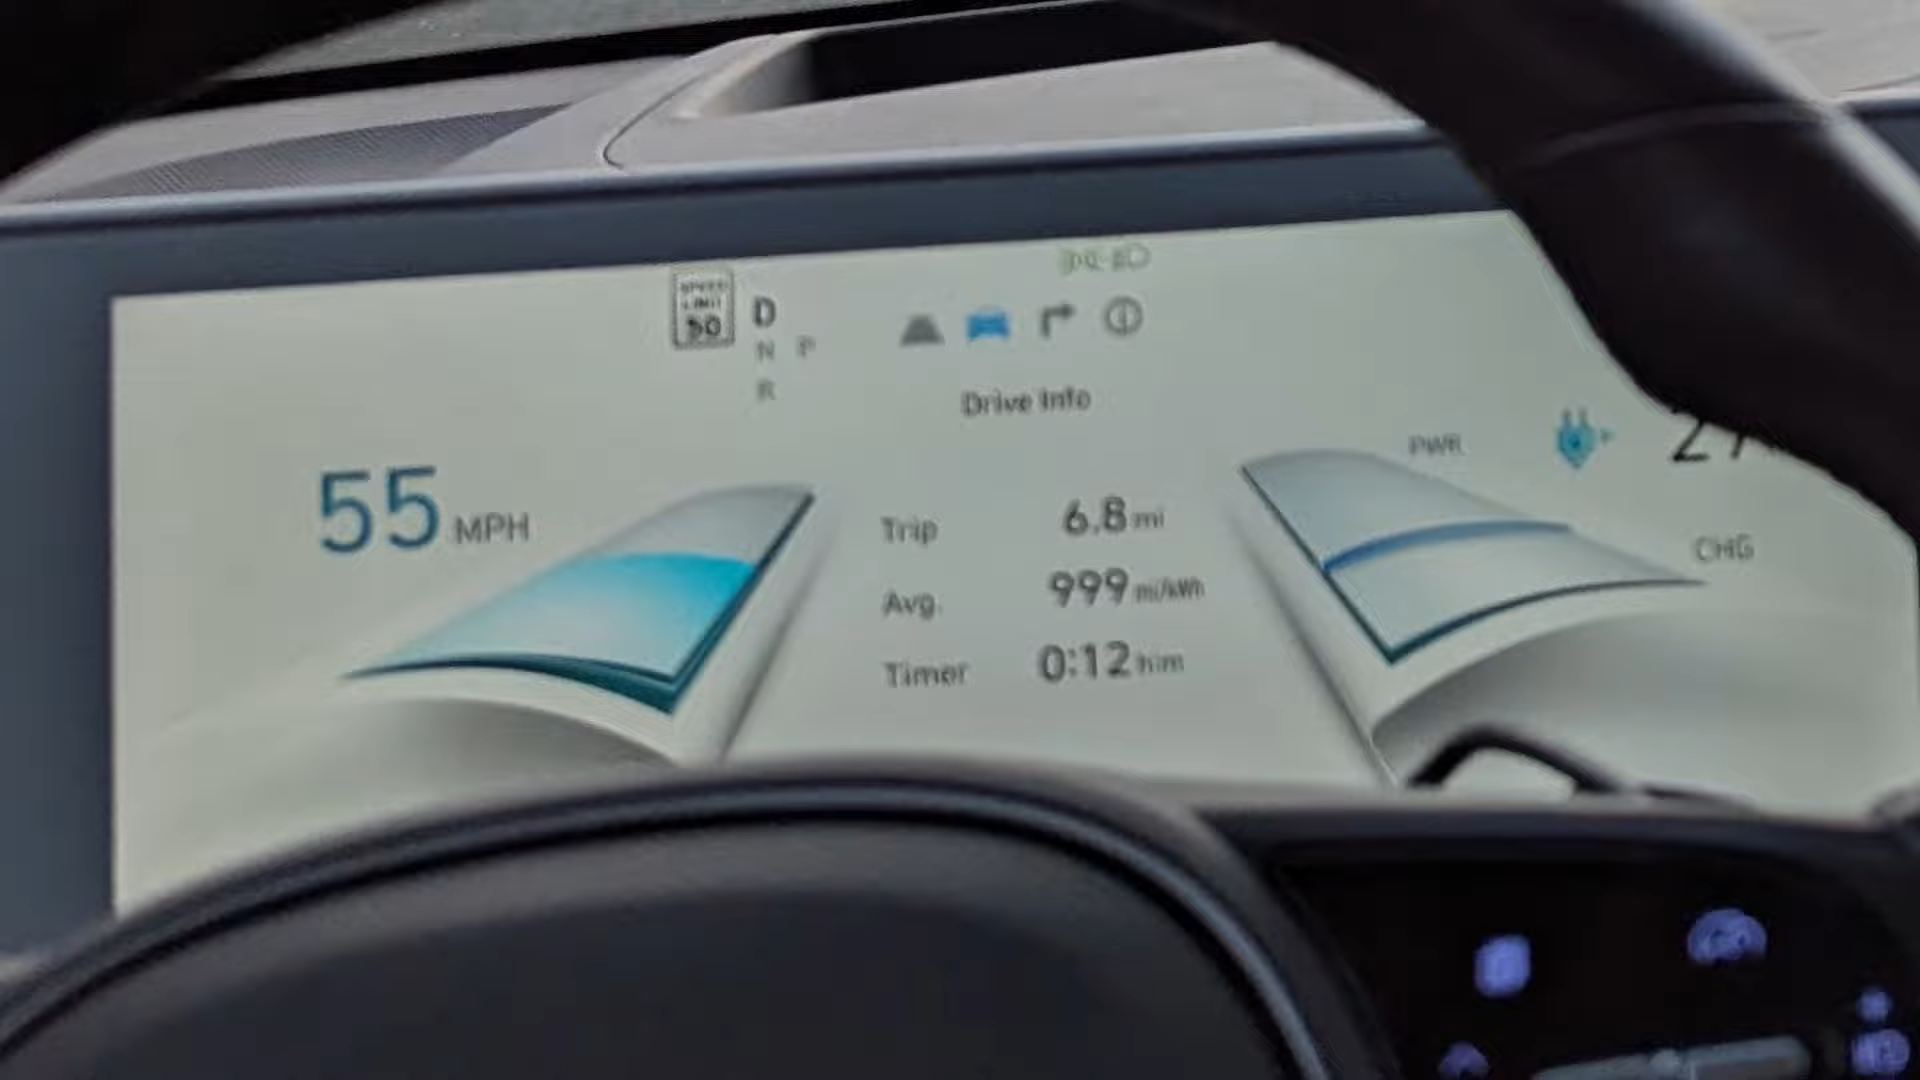 SPEED
LIMIT
50
D
N P
R
Drive Info
55 MPH
PWR
CHG
Trip 6.8 mi
Avg. 999 mi/kWh
Timer 0:12 h:m